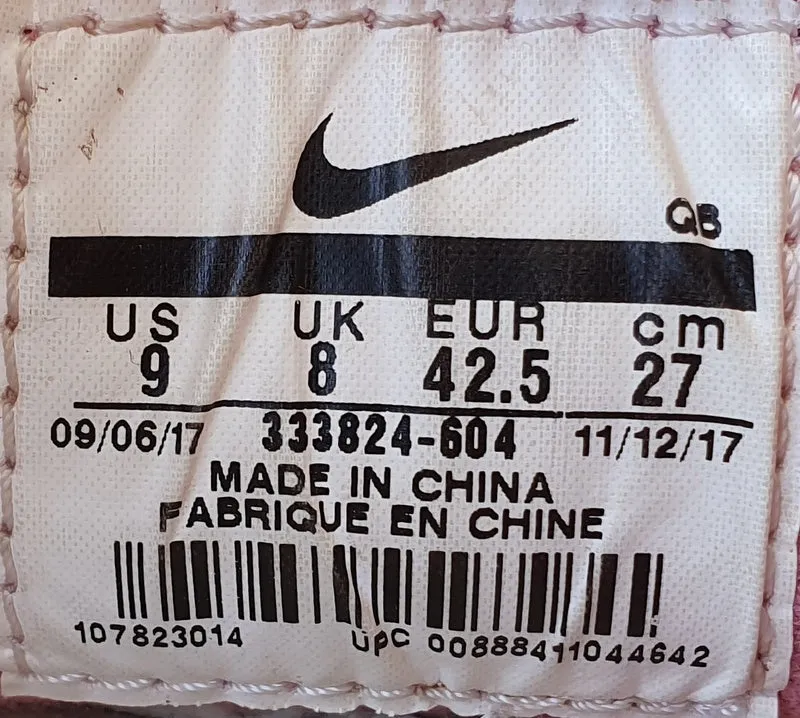 QB
US UK EUR cm
9 8 42.5 27
09/06/17 333824-604 11/12/17
MADE IN CHINA
FABRIQUE EN CHINE
107823014 UPC 00888411044642